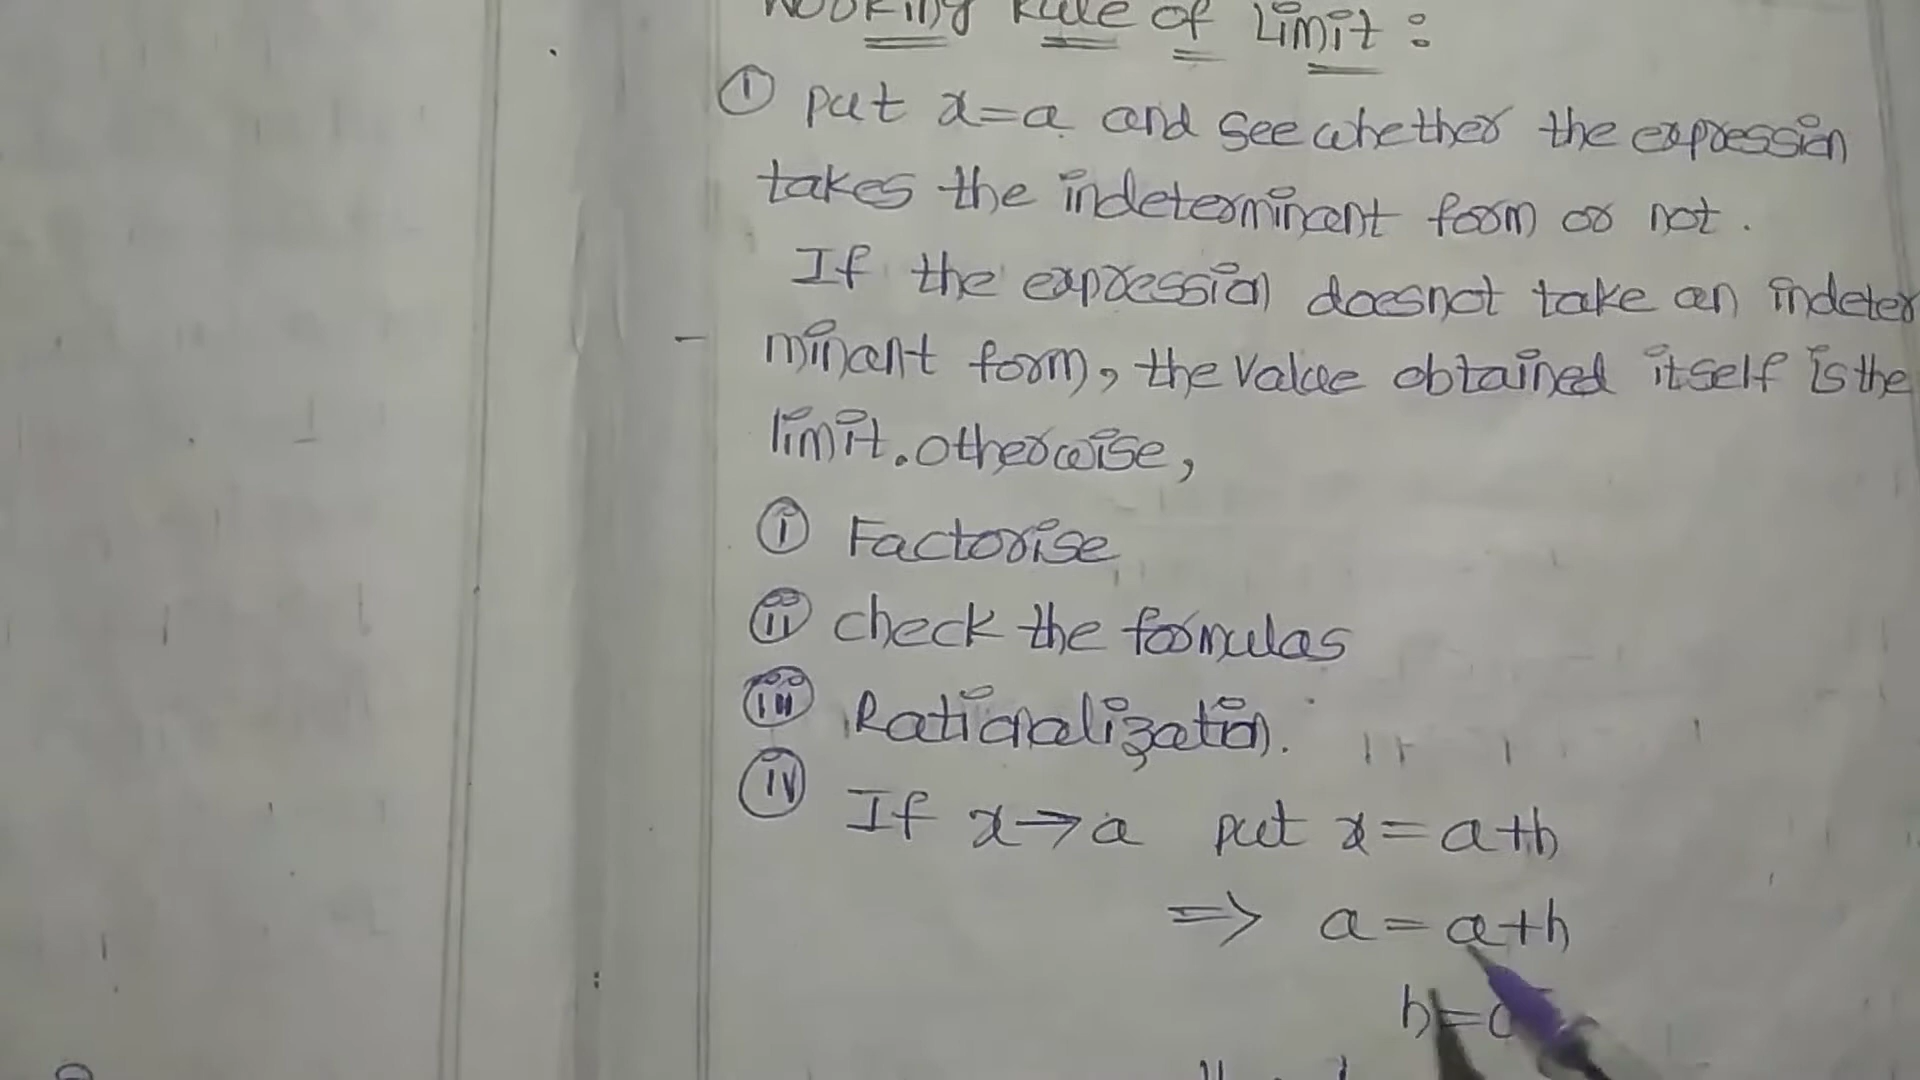 Working Rule of Limit :
① put x=a and see whether the expression
takes the indeterminant form or not.
If the expression doesnot take an indeter
- minant form, the value obtained itself is the
limit. otherwise,
ⓘ Factorise
ⓘⓘ check the formulas
ⓘⓘⓘ Rationalization.
ⓘⓥ If x→a put x=a+h
⇒ a=a+h
h=